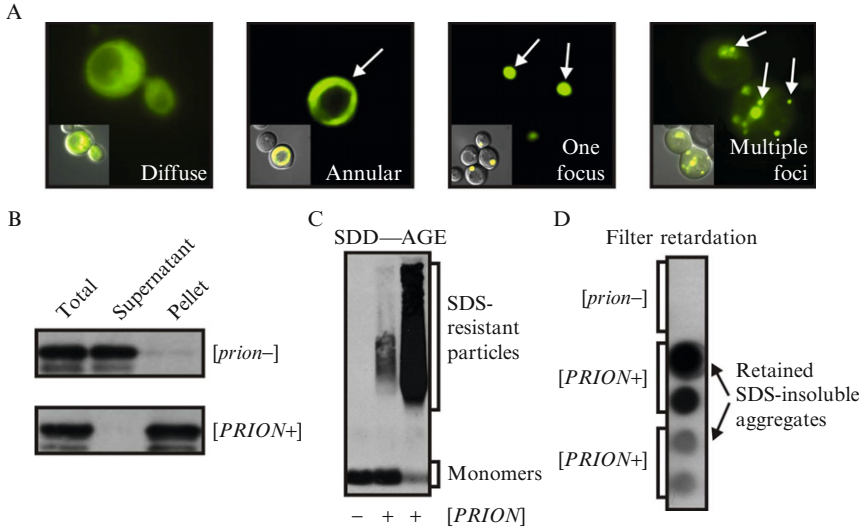 A
Diffuse
Annular
One
focus
Multiple
foci
B
Total
Supernatant
Pellet
[prion–]
[PRION+]
C
SDD—AGE
SDS-
resistant
particles
Monomers
– + + [PRION]
D
Filter retardation
[prion–]
[PRION+]
[PRION+]
Retained
SDS-insoluble
aggregates